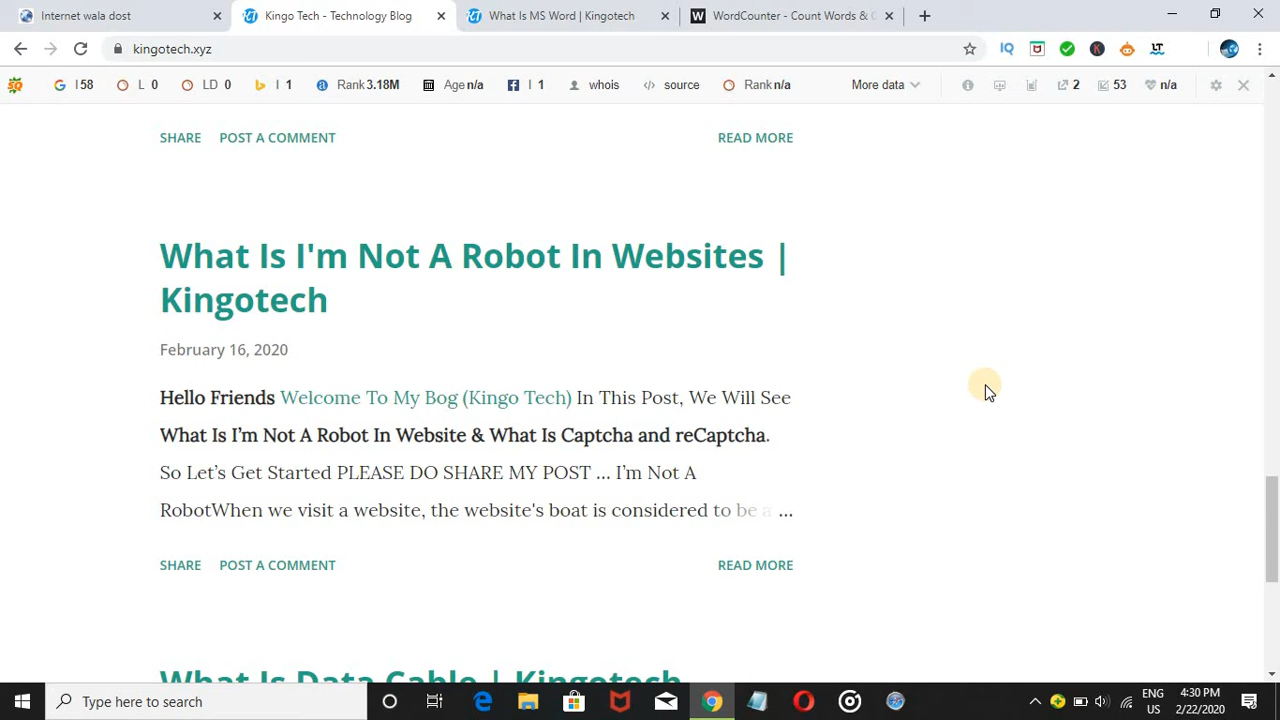 Internet wala dost
Kingo Tech - Technology Blog
What Is MS Word | Kingotech
WordCounter - Count Words & C
kingotech.xyz
I 58
L 0
LD 0
I 1
Rank 3.18M
Age n/a
I 1
whois
source
Rank n/a
More data
2
53
n/a
SHARE
POST A COMMENT
READ MORE
What Is I'm Not A Robot In Websites |
Kingotech
February 16, 2020
Hello Friends Welcome To My Bog (Kingo Tech) In This Post, We Will See
What Is I’m Not A Robot In Website & What Is Captcha and reCaptcha.
So Let’s Get Started PLEASE DO SHARE MY POST ... I’m Not A
RobotWhen we visit a website, the website's boat is considered to be a ...
SHARE
POST A COMMENT
READ MORE
What Is Data Cable | Kingotech
Type here to search
ENG
US
4:30 PM
2/22/2020